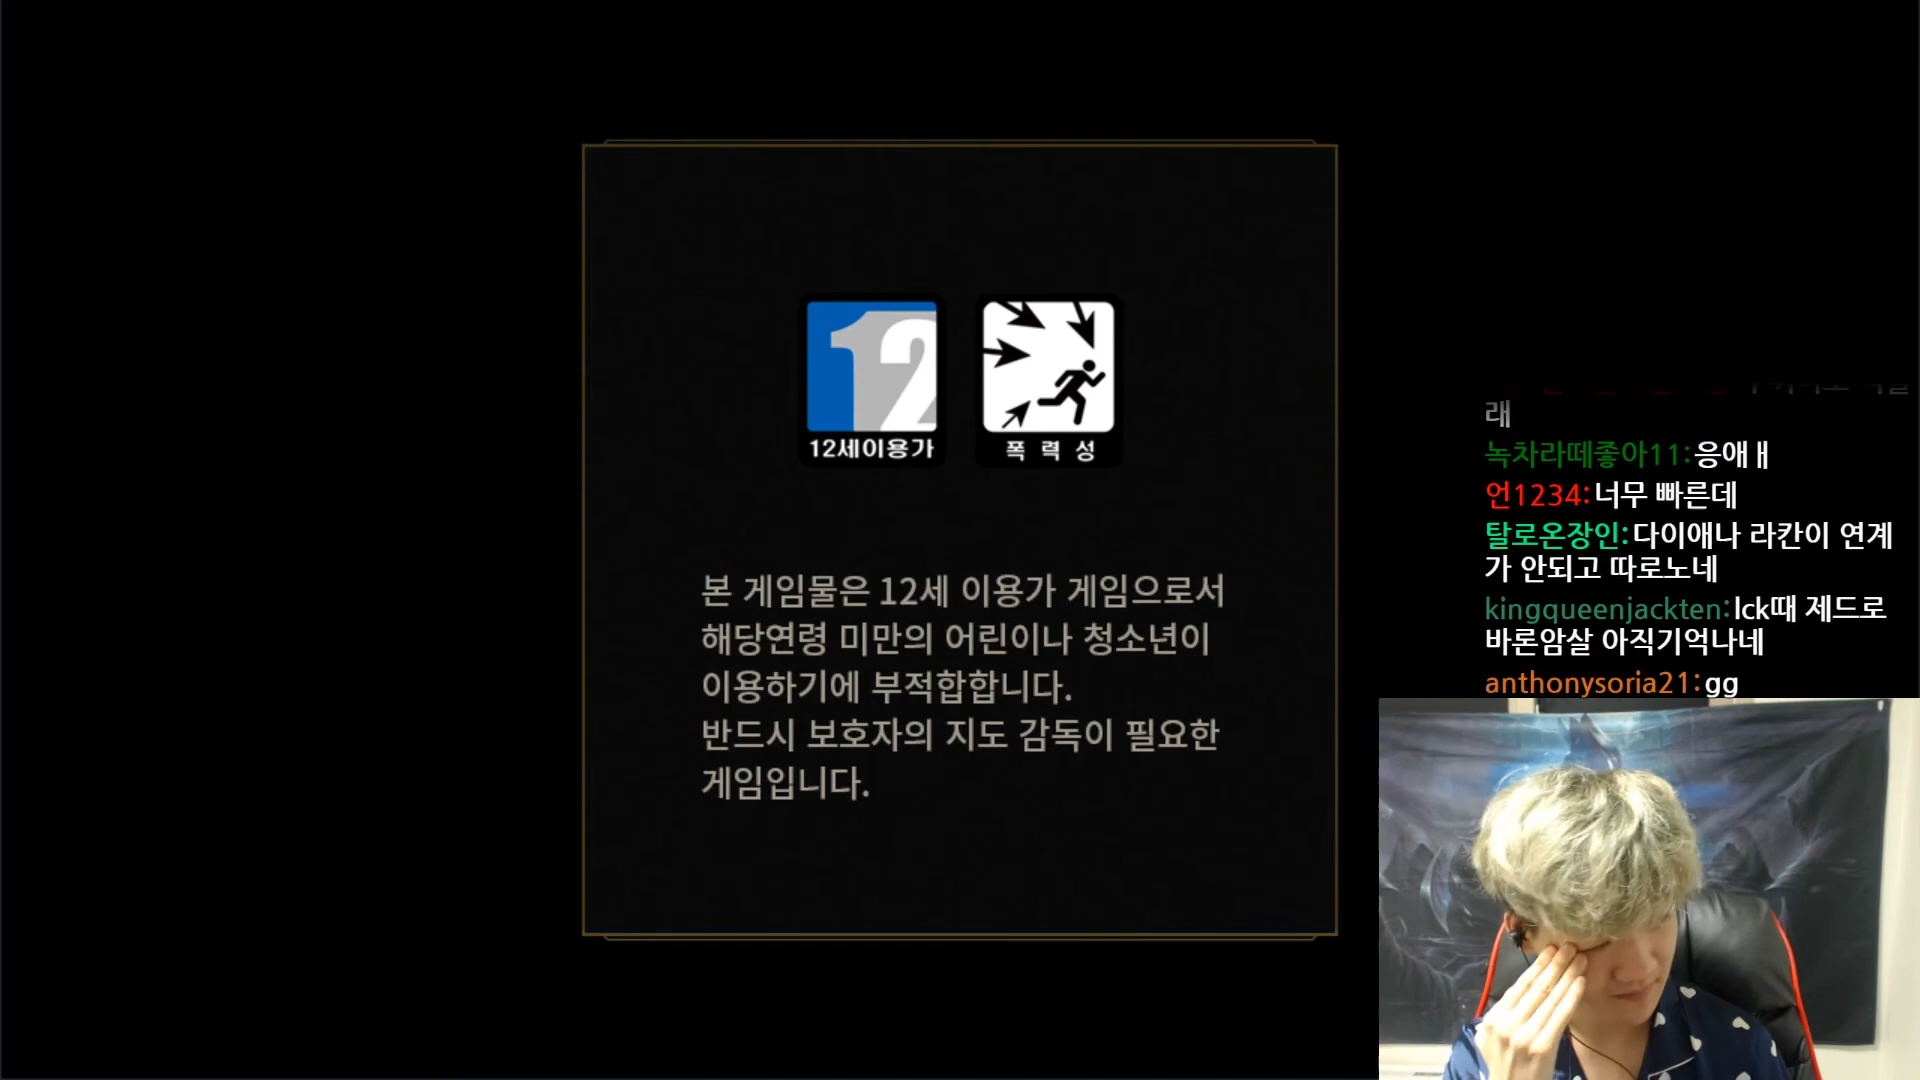 12세이용가
폭력성
본 게임물은 12세 이용가 게임으로서
해당연령 미만의 어린이나 청소년이
이용하기에 부적합합니다.
반드시 보호자의 지도 감독이 필요한
게임입니다.
래
녹차라떼좋아11:응애ㅐ
언1234:너무 빠른데
탈로온장인:다이애나 라칸이 연계
가 안되고 따로노네
kingqueenjackten:lck때 제드로
바론암살 아직기억나네
anthonysoria21:gg